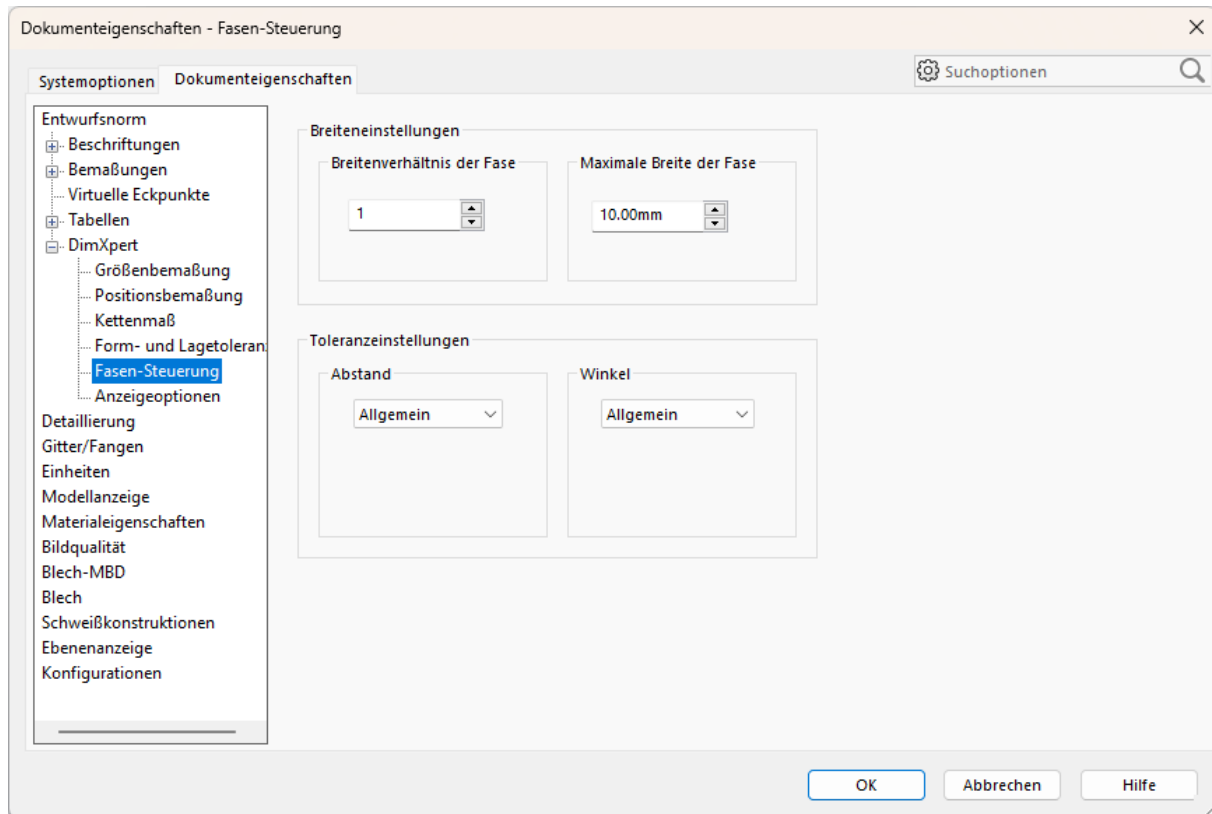 Dokumenteigenschaften - Fasen-Steuerung
Systemoptionen
Dokumenteigenschaften
Suchoptionen
Entwurfsnorm
Beschriftungen
Bemaßungen
Virtuelle Eckpunkte
Tabellen
DimXpert
Größenbemaßung
Positionsbemaßung
Kettenmaß
Form- und Lagetoleran
Fasen-Steuerung
Anzeigeoptionen
Detaillierung
Gitter/Fangen
Einheiten
Modellanzeige
Materialeigenschaften
Bildqualität
Blech-MBD
Blech
Schweißkonstruktionen
Ebenenanzeige
Konfigurationen
Breiteneinstellungen
Breitenverhältnis der Fase
1
Maximale Breite der Fase
10.00mm
Toleranzeinstellungen
Abstand
Allgemein
Winkel
Allgemein
OK
Abbrechen
Hilfe